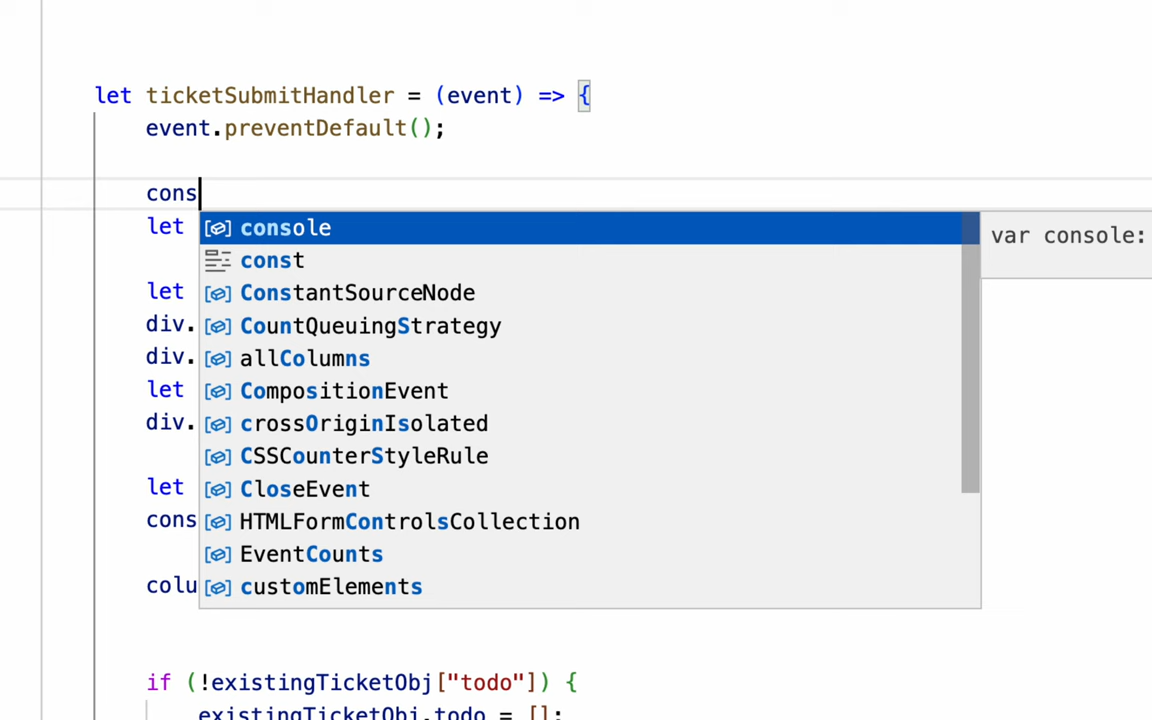 let ticketSubmitHandler = (event) => {
event.preventDefault();
cons
let
console
var console:
const
let
ConstantSourceNode
div.
CountQueuingStrategy
div.
allColumns
let
CompositionEvent
div.
crossOriginIsolated
CSSCounterStyleRule
let
CloseEvent
cons
HTMLFormControlsCollection
EventCounts
colu
customElements
if (!existingTicketObj["todo"]) {
existingTicketObj.todo = [];